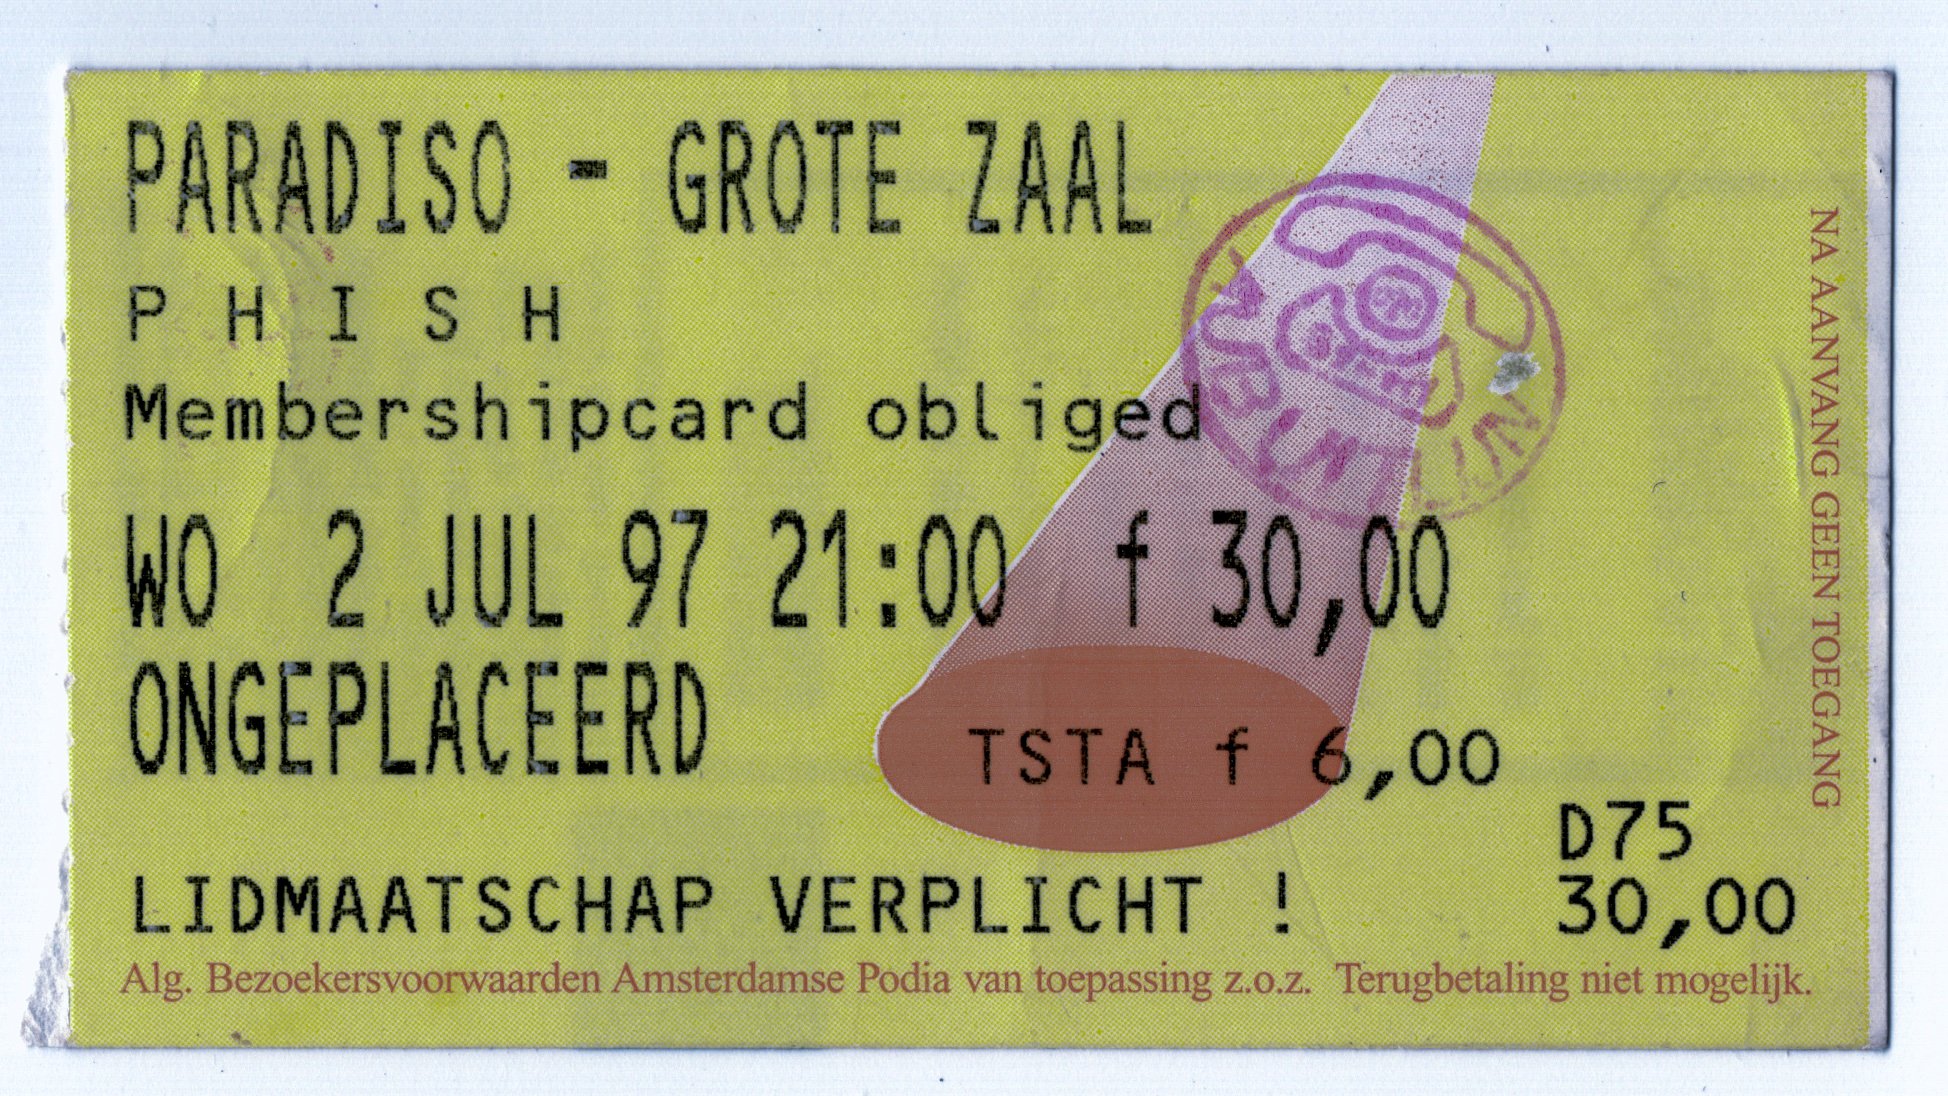 PARADISO - GROTE ZAAL
P H I S H
Membershipcard obliged
WO 2 JUL 97 21:00 f 30,00
ONGEPLACEERD
TSTA f 6,00
D75
LIDMAATSCHAP VERPLICHT ! 30,00
Alg. Bezoekersvoorwaarden Amsterdamse Podia van toepassing z.o.z. Terugbetaling niet mogelijk.
NA AANVANG GEEN TOEGANG